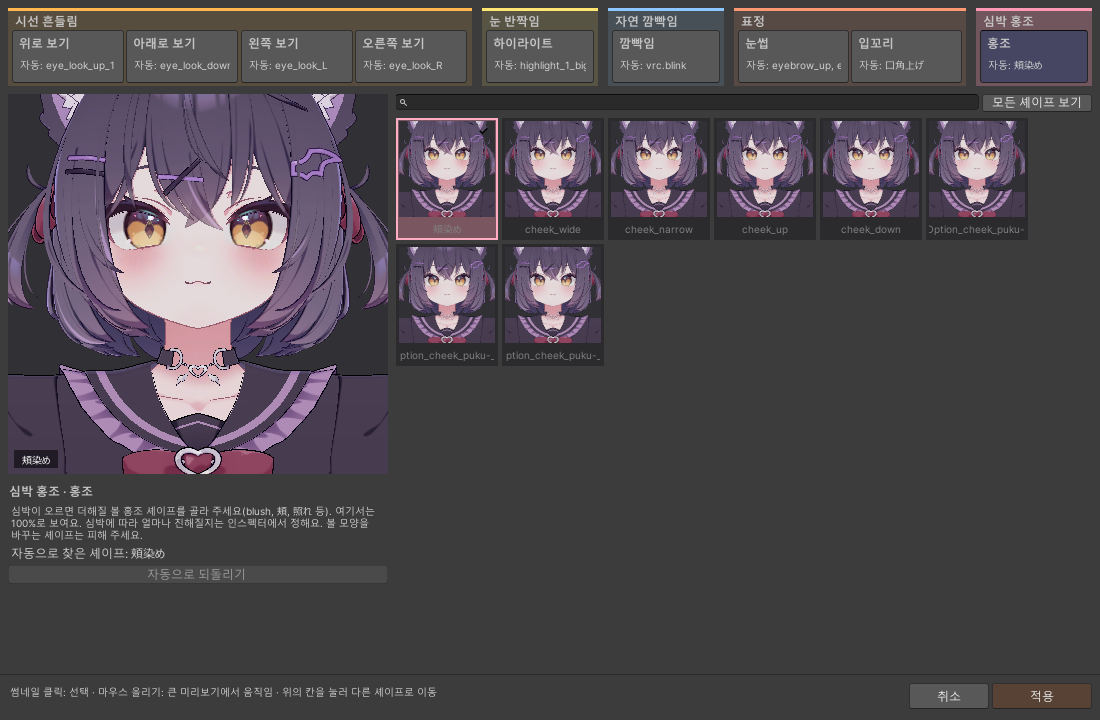 시선 흔들림
눈 반짝임
자연 깜빡임
표정
심박 홍조
위로 보기
자동: eye_look_up_1
아래로 보기
자동: eye_look_down
왼쪽 보기
자동: eye_look_L
오른쪽 보기
자동: eye_look_R
하이라이트
자동: highlight_1_big
깜빡임
자동: vrc.blink
눈썹
자동: eyebrow_up, e
입꼬리
자동: 口角上げ
홍조
자동: 頬染め
모든 셰이프 보기
頬染め
cheek_wide
cheek_narrow
cheek_up
cheek_down
Option_cheek_puku-
ption_cheek_puku-_
ption_cheek_puku-_
頬染め
심박 홍조 · 홍조
심박이 오르면 더해질 볼 홍조 셰이프를 골라 주세요(blush, 頬, 照れ 등). 여기서는
100%로 보여요. 심박에 따라 얼마나 진해질지는 인스펙터에서 정해요. 볼 모양을
바꾸는 셰이프는 피해 주세요.
자동으로 찾은 셰이프: 頬染め
자동으로 되돌리기
썸네일 클릭: 선택 · 마우스 올리기: 큰 미리보기에서 움직임 · 위의 칸을 눌러 다른 셰이프로 이동
취소
적용